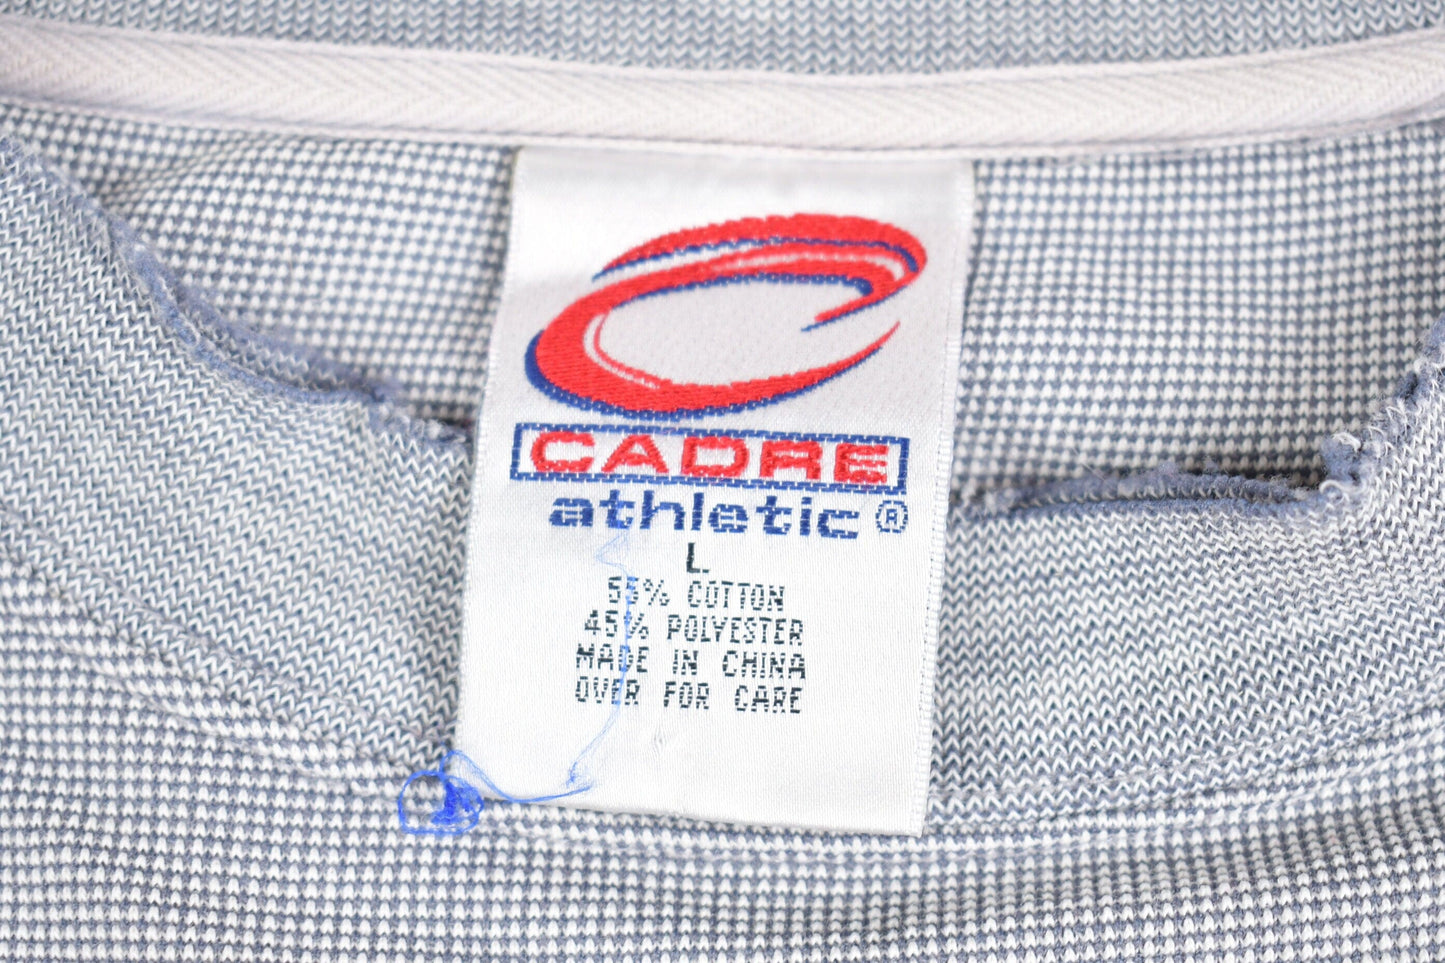 CADRE
athletic ®
L
55% COTTON
45% POLYESTER
MADE IN CHINA
OVER FOR CARE